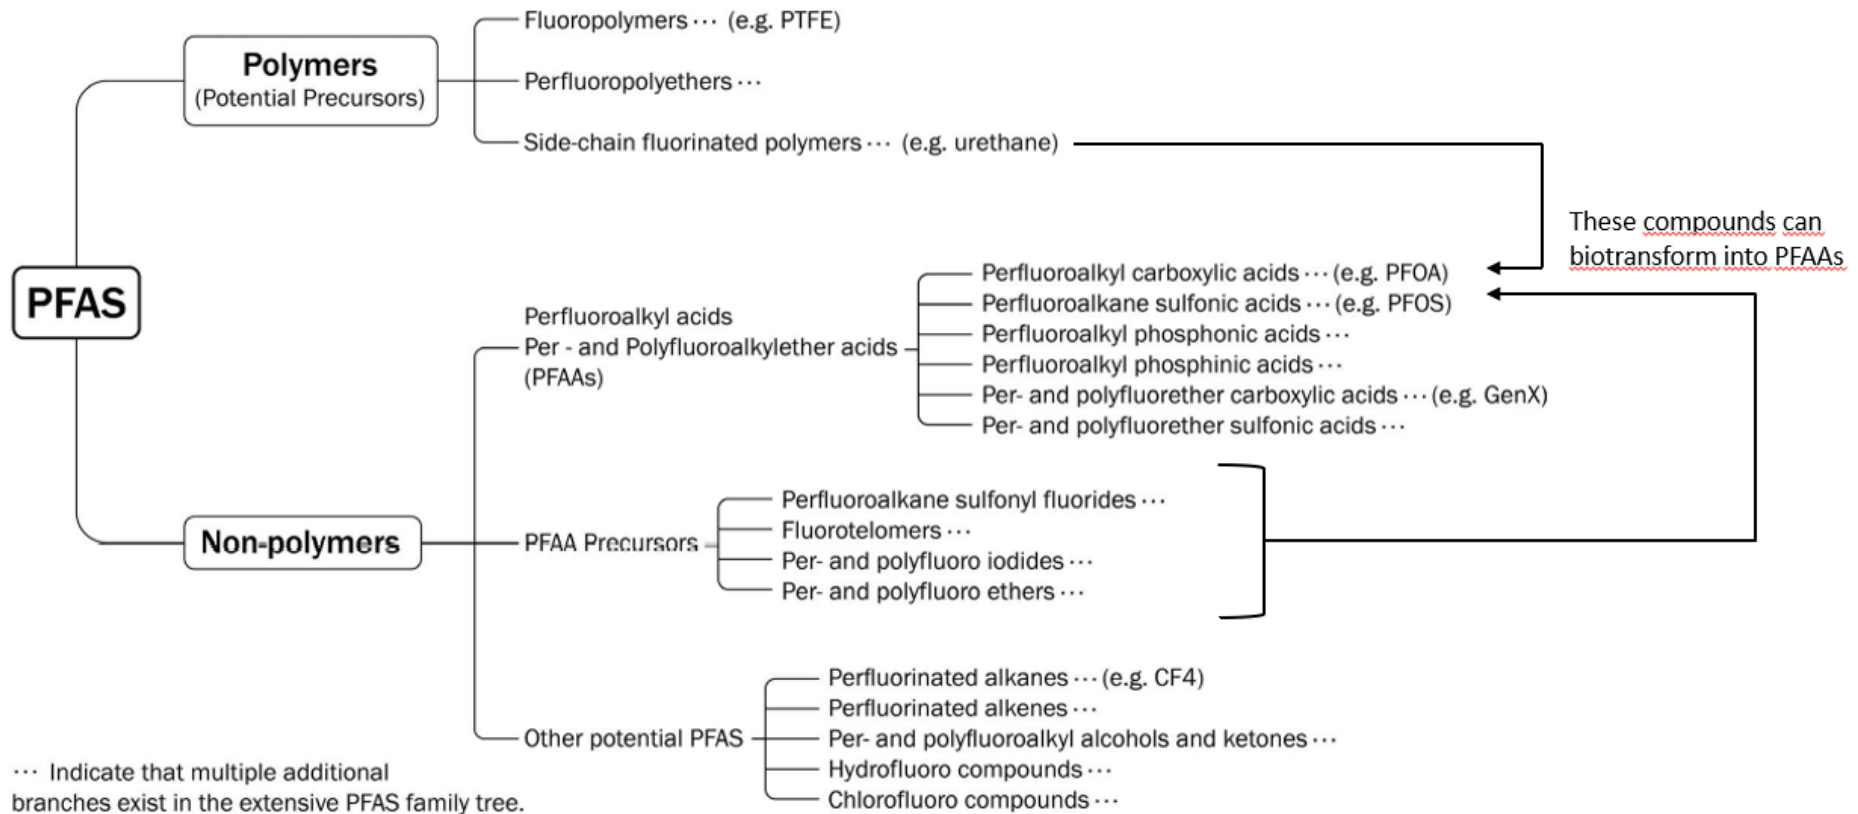 Fluoropolymers ··· (e.g. PTFE)
Polymers
(Potential Precursors)
Perfluoropolyethers ···
Side-chain fluorinated polymers ··· (e.g. urethane)
These compounds can
biotransform into PFAAs
PFAS
Perfluoroalkyl acids
Per - and Polyfluoroalkylether acids
(PFAAs)
Perfluoroalkyl carboxylic acids ··· (e.g. PFOA)
Perfluoroalkane sulfonic acids ··· (e.g. PFOS)
Perfluoroalkyl phosphonic acids ···
Perfluoroalkyl phosphinic acids ···
Per- and polyfluorether carboxylic acids ··· (e.g. GenX)
Per- and polyfluorether sulfonic acids ···
Non-polymers
PFAA Precursors
Perfluoroalkane sulfonyl fluorides ···
Fluorotelomers ···
Per- and polyfluoro iodides ···
Per- and polyfluoro ethers ···
Other potential PFAS
Perfluorinated alkanes ··· (e.g. CF4)
Perfluorinated alkenes ···
Per- and polyfluoroalkyl alcohols and ketones ···
Hydrofluoro compounds ···
Chlorofluoro compounds ···
··· Indicate that multiple additional
branches exist in the extensive PFAS family tree.